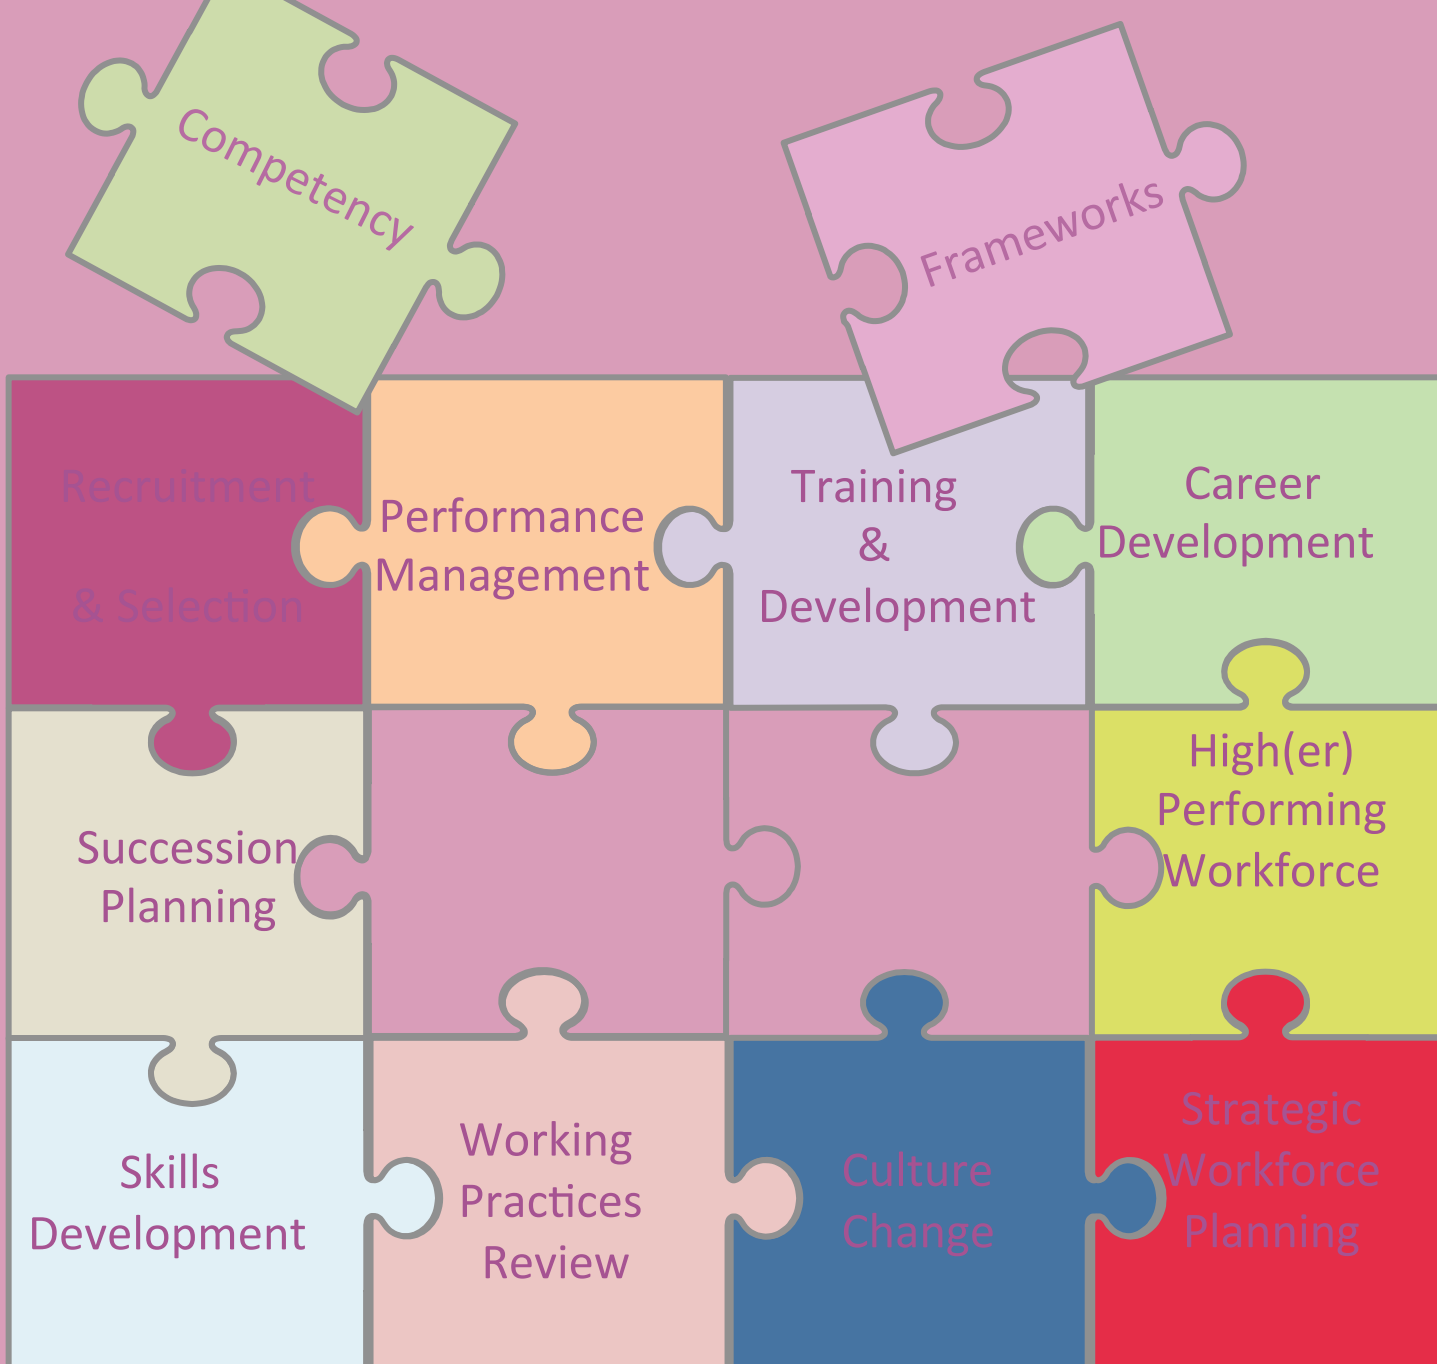 Competency
Frameworks
Recruitment
& Selection
Performance
Management
Training
&
Development
Career
Development
Succession
Planning
High(er)
Performing
Workforce
Skills
Development
Working
Practices
Review
Culture
Change
Strategic
Workforce
Planning